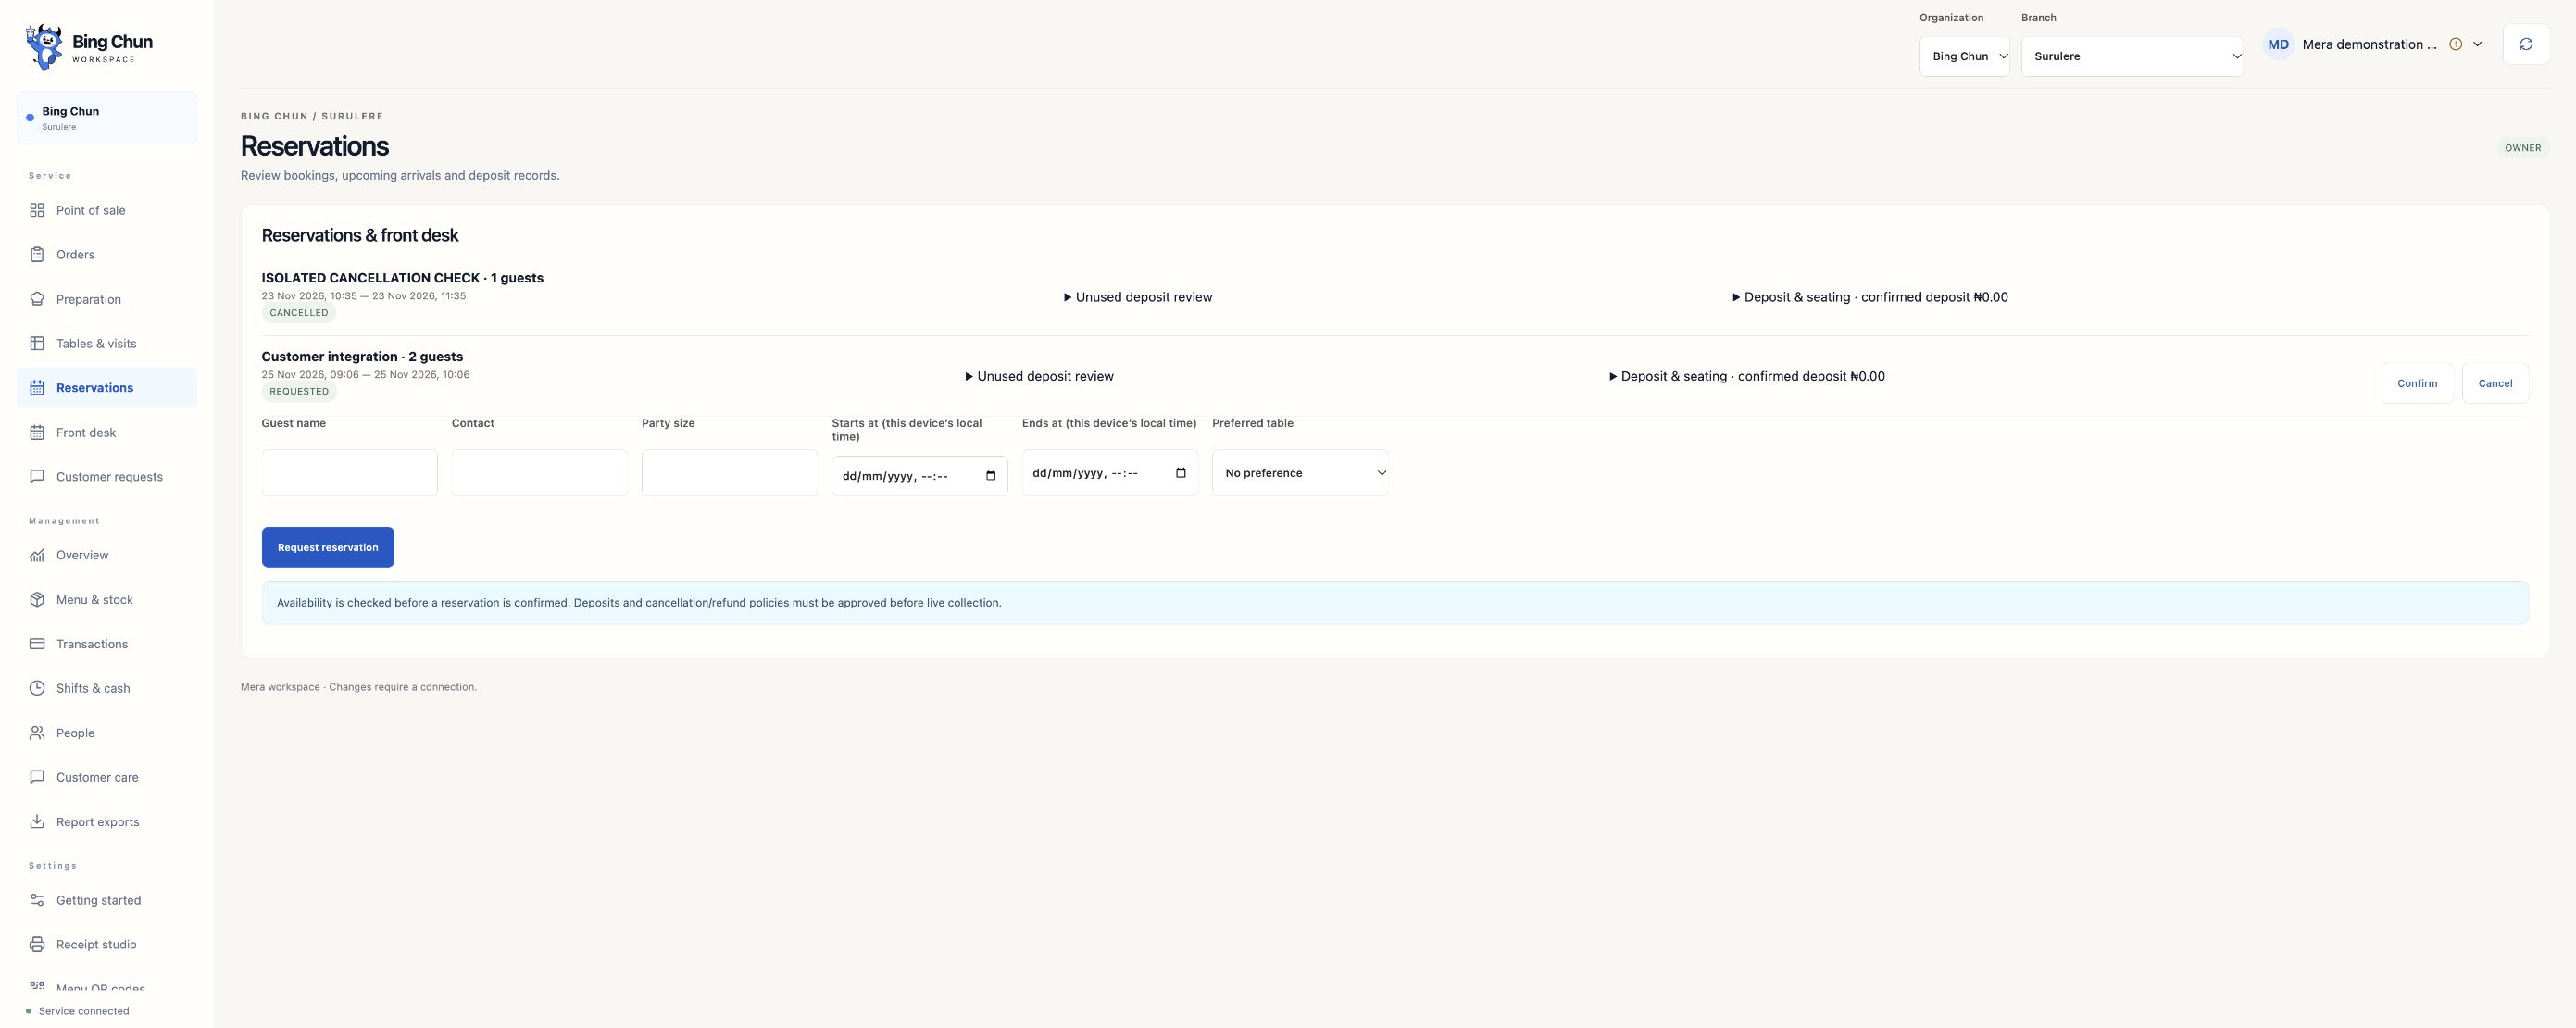 Bing Chun
WORKSPACE
Bing Chun
Surulere
Service
Point of sale
Orders
Preparation
Tables & visits
Reservations
Front desk
Customer requests
Management
Overview
Menu & stock
Transactions
Shifts & cash
People
Customer care
Report exports
Settings
Getting started
Receipt studio
Menu QR codes
Service connected
Organization
Branch
Bing Chun
Surulere
MD
Mera demonstration ...
BING CHUN / SURULERE
Reservations
Review bookings, upcoming arrivals and deposit records.
OWNER
Reservations & front desk
ISOLATED CANCELLATION CHECK · 1 guests
23 Nov 2026, 10:35 — 23 Nov 2026, 11:35
CANCELLED
Unused deposit review
Deposit & seating · confirmed deposit ₦0.00
Customer integration · 2 guests
25 Nov 2026, 09:06 — 25 Nov 2026, 10:06
REQUESTED
Unused deposit review
Deposit & seating · confirmed deposit ₦0.00
Confirm
Cancel
Guest name
Contact
Party size
Starts at (this device's local
time)
Ends at (this device's local time)
Preferred table
dd/mm/yyyy, --:--
dd/mm/yyyy, --:--
No preference
Request reservation
Availability is checked before a reservation is confirmed. Deposits and cancellation/refund policies must be approved before live collection.
Mera workspace · Changes require a connection.